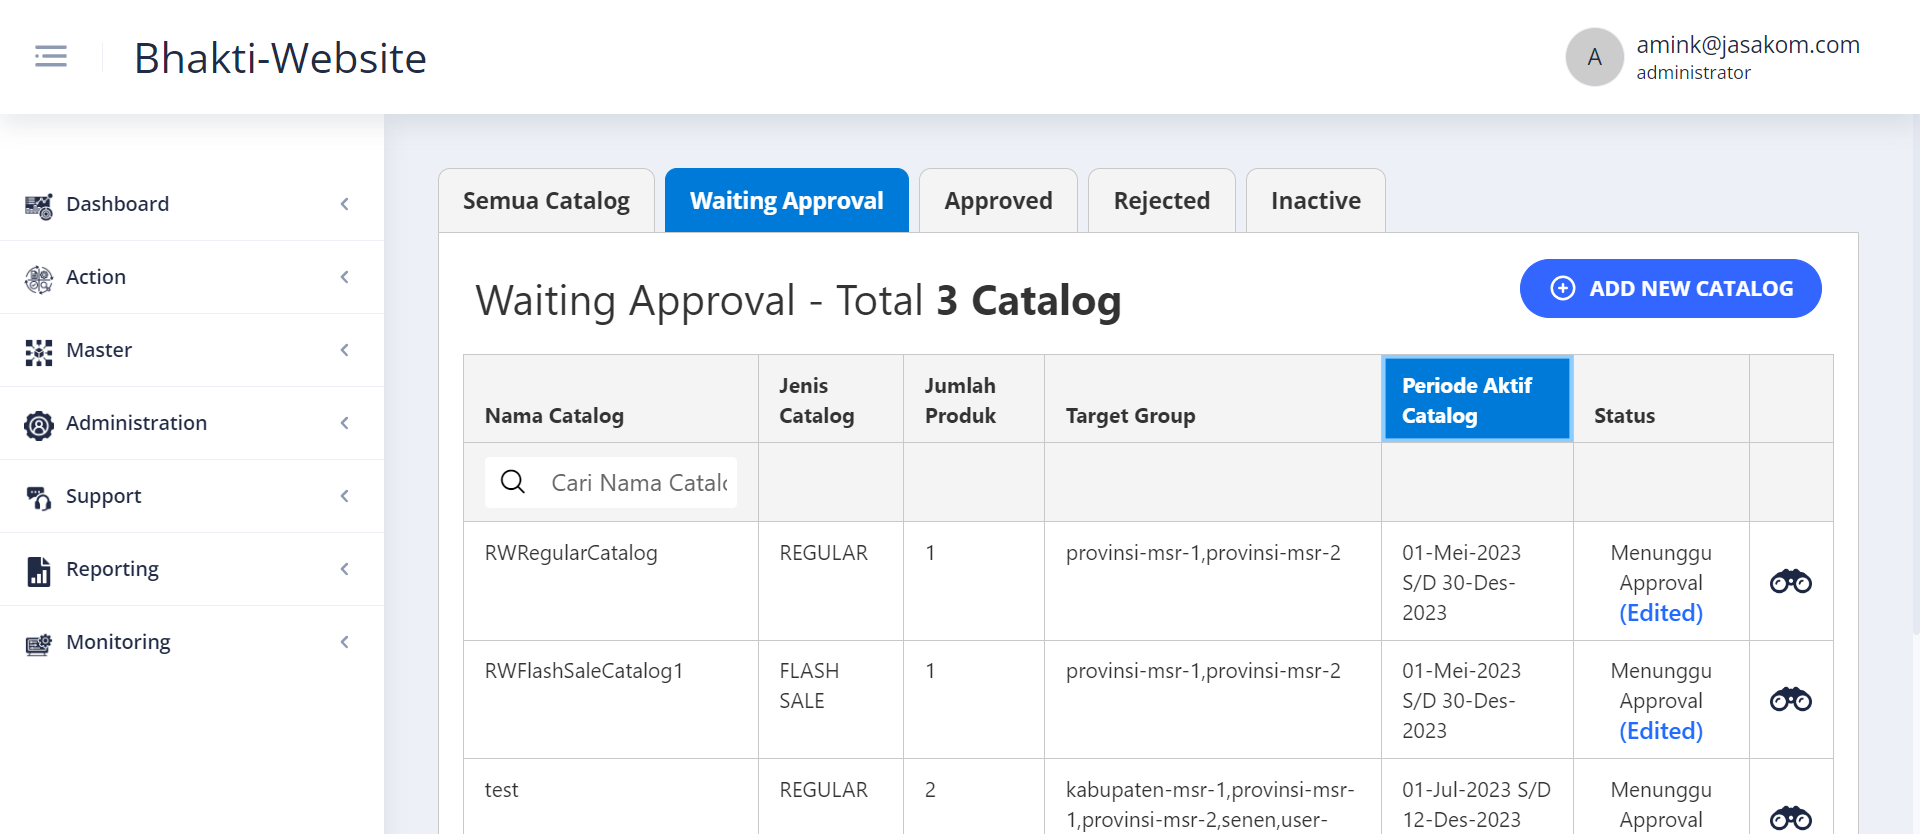 Bhakti-Website
A
amink@jasakom.com
administrator
Dashboard
Action
Master
Administration
Support
Reporting
Monitoring
Semua Catalog
Waiting Approval
Approved
Rejected
Inactive
Waiting Approval - Total 3 Catalog
ADD NEW CATALOG
Nama Catalog
Jenis
Catalog
Jumlah
Produk
Target Group
Periode Aktif
Catalog
Status
Cari Nama
RWRegularCatalog
REGULAR
1
provinsi-msr-1,provinsi-msr-2
01-Mei-2023
S/D 30-Des-
2023
Menunggu
Approval
(Edited)
RWFlashSaleCatalog1
FLASH
SALE
1
provinsi-msr-1,provinsi-msr-2
01-Mei-2023
S/D 30-Des-
2023
Menunggu
Approval
(Edited)
test
REGULAR
2
kabupaten-msr-1,provinsi-msr-
1,provinsi-msr-2,senen,user-
01-Jul-2023 S/D
12-Des-2023
Menunggu
Approval